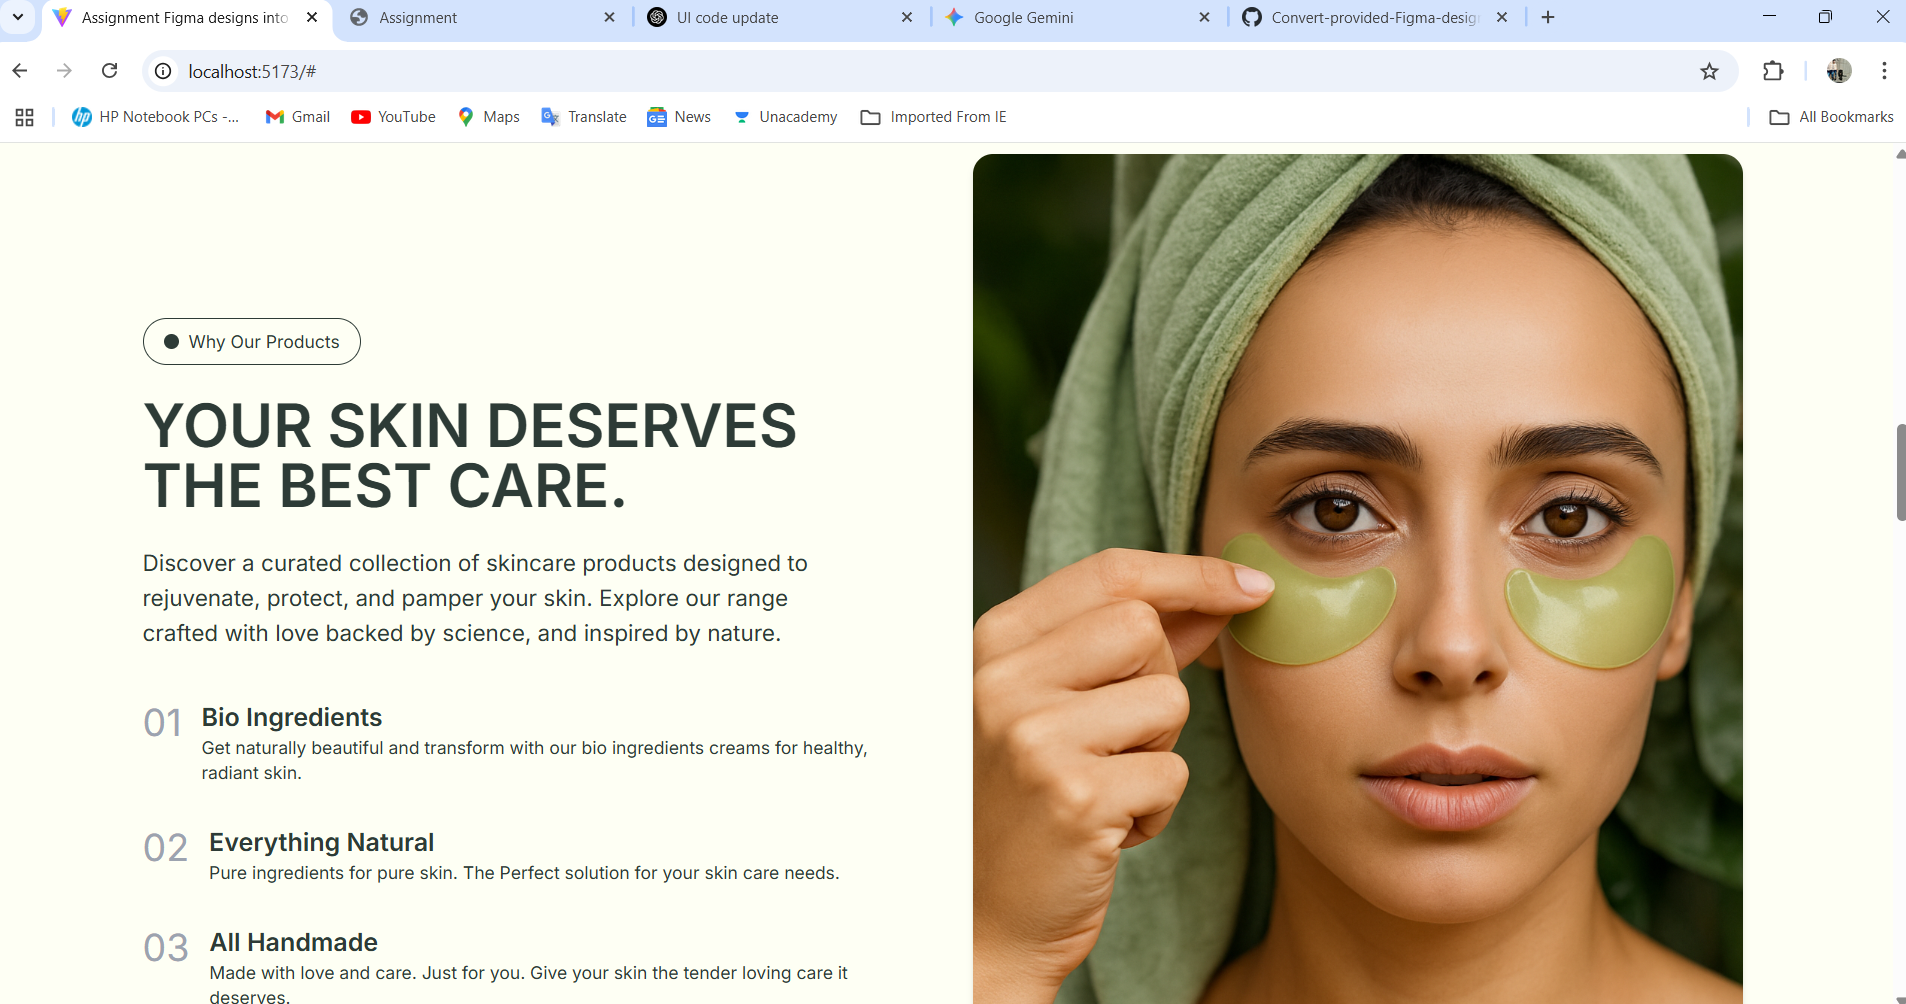 Assignment Figma designs into
Assignment
UI code update
Google Gemini
Convert-provided-Figma-desig
localhost:5173/#
hp HP Notebook PCs -...
Gmail
YouTube
Maps
Translate
News
Unacademy
Imported From IE
All Bookmarks
Why Our Products
YOUR SKIN DESERVES
THE BEST CARE.
Discover a curated collection of skincare products designed to
rejuvenate, protect, and pamper your skin. Explore our range
crafted with love backed by science, and inspired by nature.
01 Bio Ingredients
Get naturally beautiful and transform with our bio ingredients creams for healthy,
radiant skin.
02 Everything Natural
Pure ingredients for pure skin. The Perfect solution for your skin care needs.
03 All Handmade
Made with love and care. Just for you. Give your skin the tender loving care it
deserves.